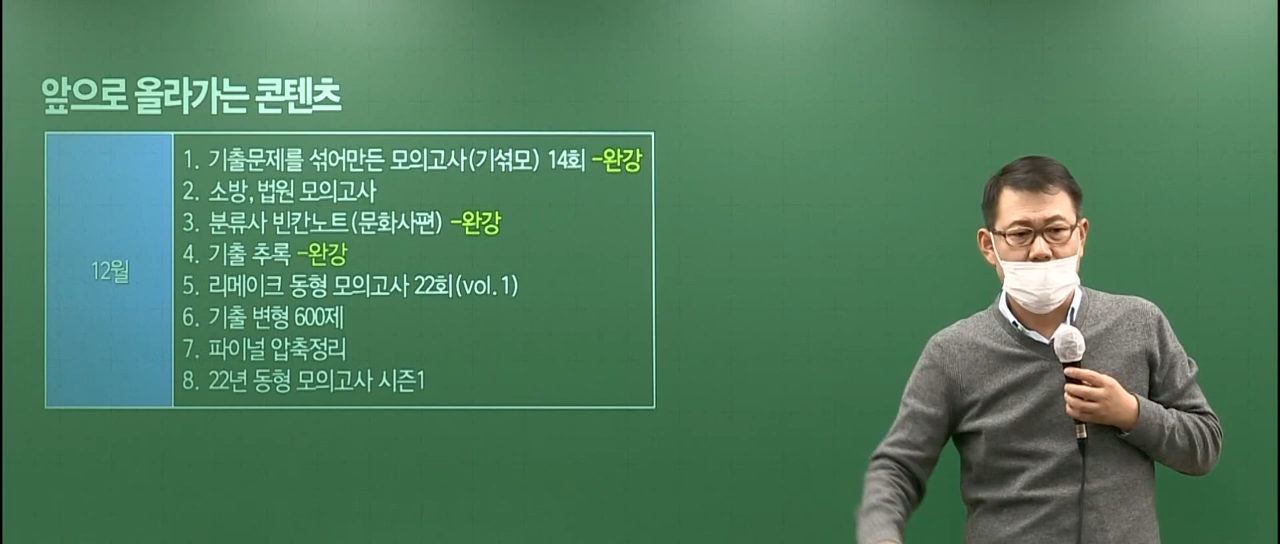 앞으로 올라가는 콘텐츠
12월
1. 기출문제를 섞어만든 모의고사(기섞모) 14회 -완강
2. 소방,법원 모의고사
3. 분류사 빈칸노트(문화사편) -완강
4. 기출 추록 -완강
5. 리메이크 동형 모의고사 22회(vol.1)
6. 기출 변형 600제
7. 파이널 압축정리
8. 22년 동형 모의고사 시즌1